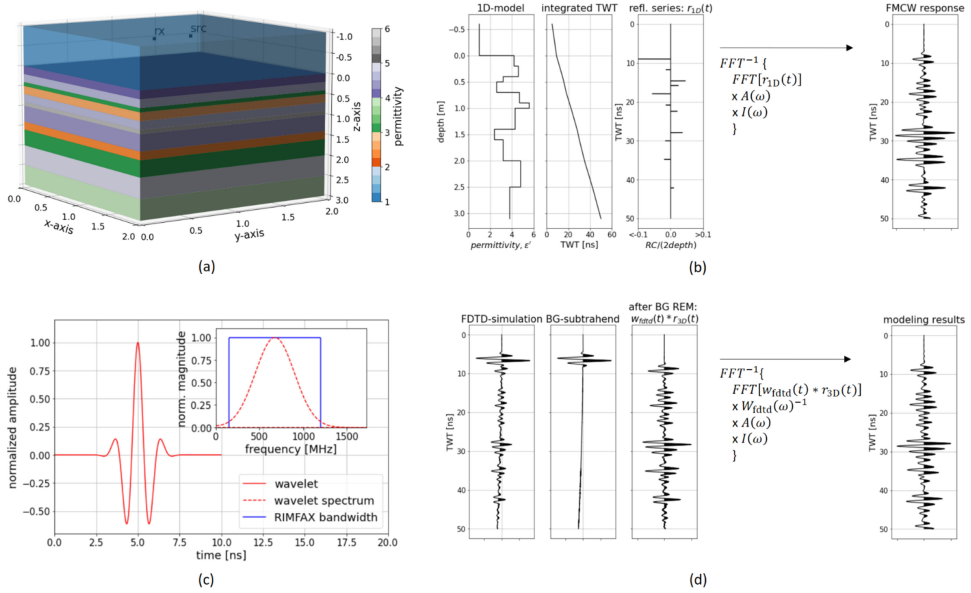 rx
src
-1.0
-0.5
0.0
0.5
1.0
1.5
2.0
2.5
3.0
z-axis
6
5
4
3
2
1
permittivity
0.0
0.5
1.0
1.5
2.0
x-axis
0.0
0.5
1.0
1.5
2.0
y-axis
(a)
1D-model
integrated TWT
refl. series: r1D(t)
FMCW response
−0.5
0.0
0.5
1.0
1.5
2.0
2.5
3.0
depth [m]
0
2
4
6
permittivity, ε'
0
20
40
60
TWT [ns]
0
10
20
30
40
50
TWT [ns]
<-0.1
0.0
>0.1
RC/(2depth)
FFT⁻¹ {
FFT[r1D(t)]
x A(ω)
x I(ω)
}
0
10
20
30
40
50
TWT [ns]
(b)
1.00
0.75
0.50
0.25
0.00
−0.25
−0.50
normalized amplitude
0.0
2.5
5.0
7.5
10.0
12.5
15.0
17.5
20.0
time [ns]
1.00
0.75
0.50
0.25
0.00
norm. magnitude
0
500
1000
1500
frequency [MHz]
wavelet
wavelet spectrum
RIMFAX bandwidth
(c)
FDTD-simulation
BG-subtrahend
after BG REM:
wfdtd(t)* r3D(t)
modeling results
0
10
20
30
40
50
TWT [ns]
FFT⁻¹{
FFT[wfdtd(t) * r3D(t)]
x Wfdtd(ω)⁻¹
x A(ω)
x I(ω)
}
0
10
20
30
40
50
TWT [ns]
(d)